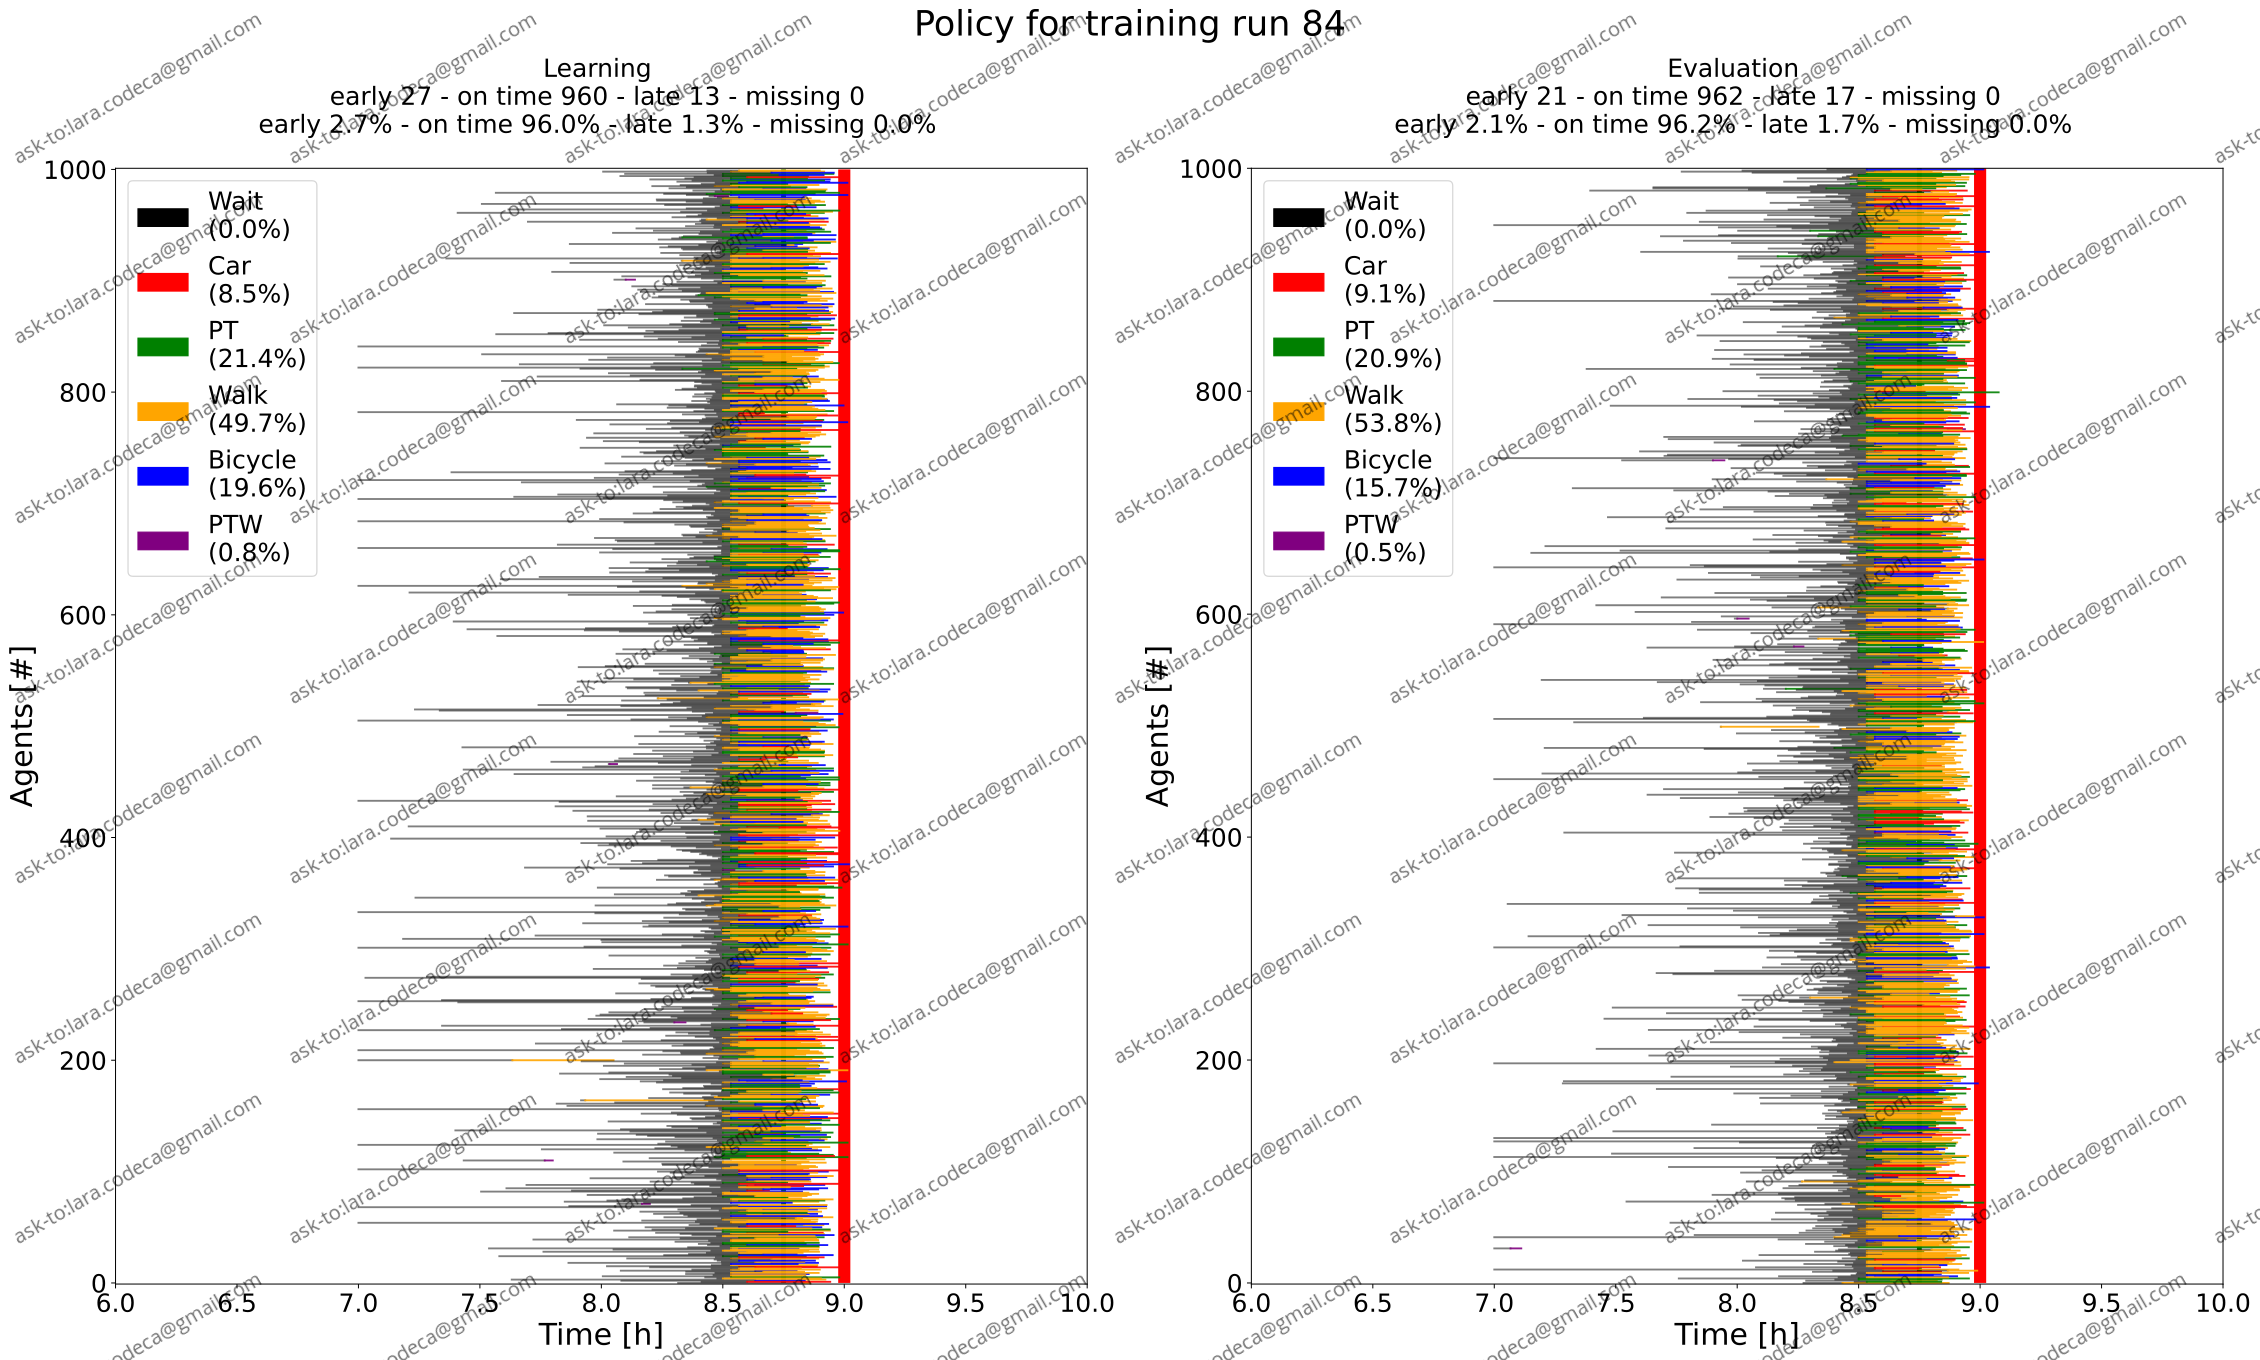 Policy for training run 84
Learning
early 27 - on time 960 - late 13 - missing 0
early 2.7% - on time 96.0% - late 1.3% - missing 0.0%
Wait
(0.0%)
Car
(8.5%)
PT
(21.4%)
Walk
(49.7%)
Bicycle
(19.6%)
PTW
(0.8%)
1000
800
600
400
200
0
Agents [#]
6.0 6.5 7.0 7.5 8.0 8.5 9.0 9.5 10.0
Time [h]
Evaluation
early 21 - on time 962 - late 17 - missing 0
early 2.1% - on time 96.2% - late 1.7% - missing 0.0%
Wait
(0.0%)
Car
(9.1%)
PT
(20.9%)
Walk
(53.8%)
Bicycle
(15.7%)
PTW
(0.5%)
1000
800
600
400
200
0
Agents [#]
6.0 6.5 7.0 7.5 8.0 8.5 9.0 9.5 10.0
Time [h]
ask-to:lara.codeca@gmail.com